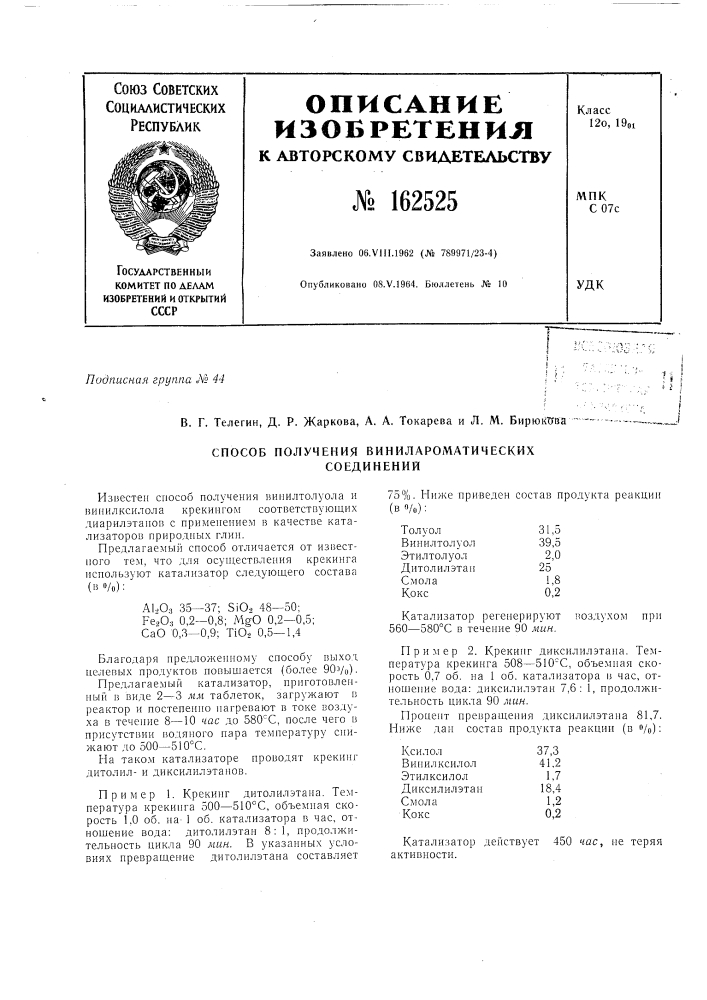 Союз Советских
Социалистических
Республик
Государственный
комитет по делам
изобретений и открытий
СССР
ОПИСАНИЕ
ИЗОБРЕТЕНИЯ
К АВТОРСКОМУ СВИДЕТЕЛЬСТВУ
№ 162525
Заявлено 06.VIII.1962 (№ 789971/23-4)
Опубликовано 08.V.1964. Бюллетень № 10
Класс
12o, 19₀₁
МПК
C 07c
УДК
Подписная группа № 44
В. Г. Телегин, Д. Р. Жаркова, А. А. Токарева и Л. М. Бирюкова
СПОСОБ ПОЛУЧЕНИЯ ВИНИЛАРОМАТИЧЕСКИХ
СОЕДИНЕНИЙ
Известен способ получения винилтолуола и
винилксилола крекингом соответствующих
диарилэтанов с применением в качестве ката-
лизаторов природных глин.
Предлагаемый способ отличается от извест-
ного тем, что для осуществления крекинга
используют катализатор следующего состава
(в %):
Al₂O₃ 35—37; SiO₂ 48—50;
Fe₂O₃ 0,2—0,8; MgO 0,2—0,5;
CaO 0,3—0,9; TiO₂ 0,5—1,4
Благодаря предложенному способу выход
целевых продуктов повышается (более 90%).
Предлагаемый катализатор, приготовлен-
ный в виде 2—3 мм таблеток, загружают в
реактор и постепенно нагревают в токе возду-
ха в течение 8—10 час до 580°С, после чего в
присутствии водяного пара температуру сни-
жают до 500—510°С.
На таком катализаторе проводят крекинг
дитолил- и диксилилэтанов.
Пример 1. Крекинг дитолилэтана. Тем-
пература крекинга 500—510°С, объемная ско-
рость 1,0 об. на 1 об. катализатора в час, от-
ношение вода: дитолилэтан 8 : 1, продолжи-
тельность цикла 90 мин. В указанных усло-
виях превращение дитолилэтана составляет
75%. Ниже приведен состав продукта реакции
(в %):
Толуол 31,5
Винилтолуол 39,5
Этилтолуол 2,0
Дитолилэтан 25
Смола 1,8
Кокс 0,2
Катализатор регенерируют воздухом при
560—580°С в течение 90 мин.
Пример 2. Крекинг диксилилэтана. Тем-
пература крекинга 508—510°С, объемная ско-
рость 0,7 об. на 1 об. катализатора в час, от-
ношение вода: диксилилэтан 7,6 : 1, продолжи-
тельность цикла 90 мин.
Процент превращения диксилилэтана 81,7.
Ниже дан состав продукта реакции (в %):
Ксилол 37,3
Винилксилол 41,2
Этилксилол 1,7
Диксилилэтан 18,4
Смола 1,2
Кокс 0,2
Катализатор действует 450 час, не теряя
активности.